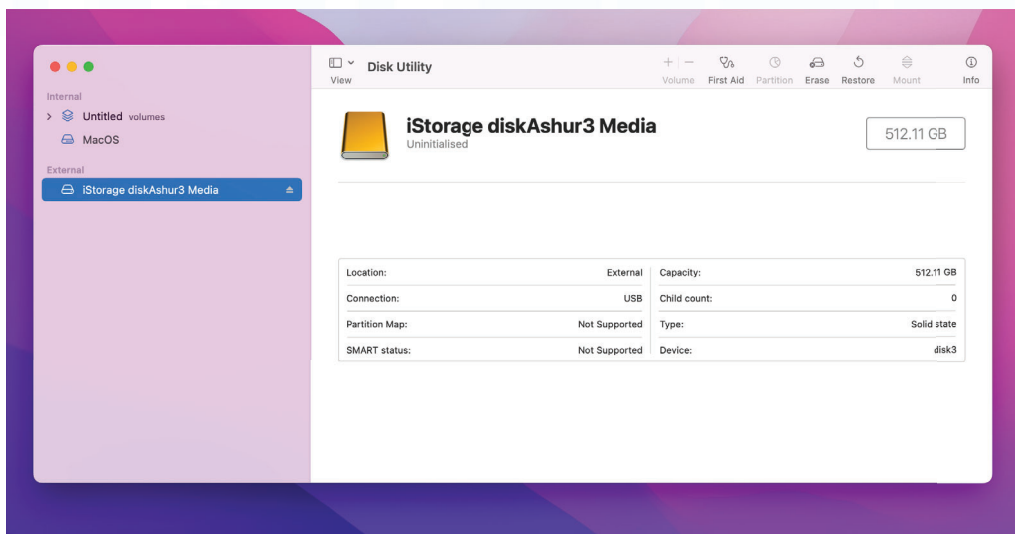 Disk Utility
View
Volume First Aid Partition Erase Restore Mount Info
Internal
Untitled volumes
MacOS
External
iStorage diskAshur3 Media
iStorage diskAshur3 Media
Uninitialised
512.11 GB
Location: External Capacity: 512.11 GB
Connection: USB Child count: 0
Partition Map: Not Supported Type: Solid state
SMART status: Not Supported Device: disk3